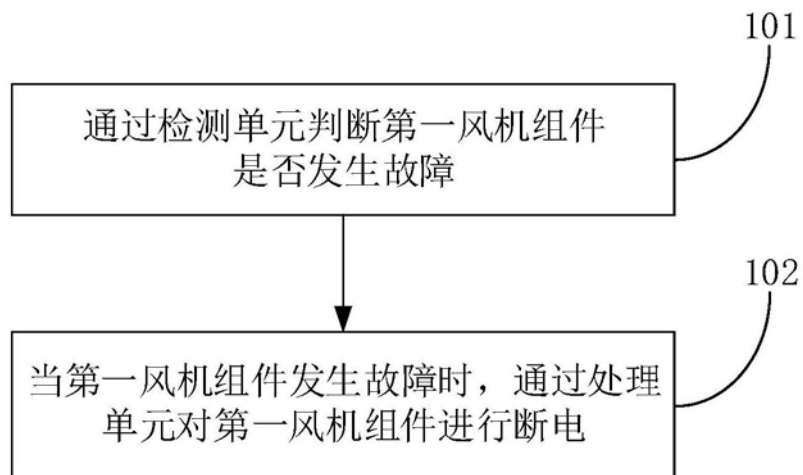 101
通过检测单元判断第一风机组件
是否发生故障
102
当第一风机组件发生故障时，通过处理
单元对第一风机组件进行断电